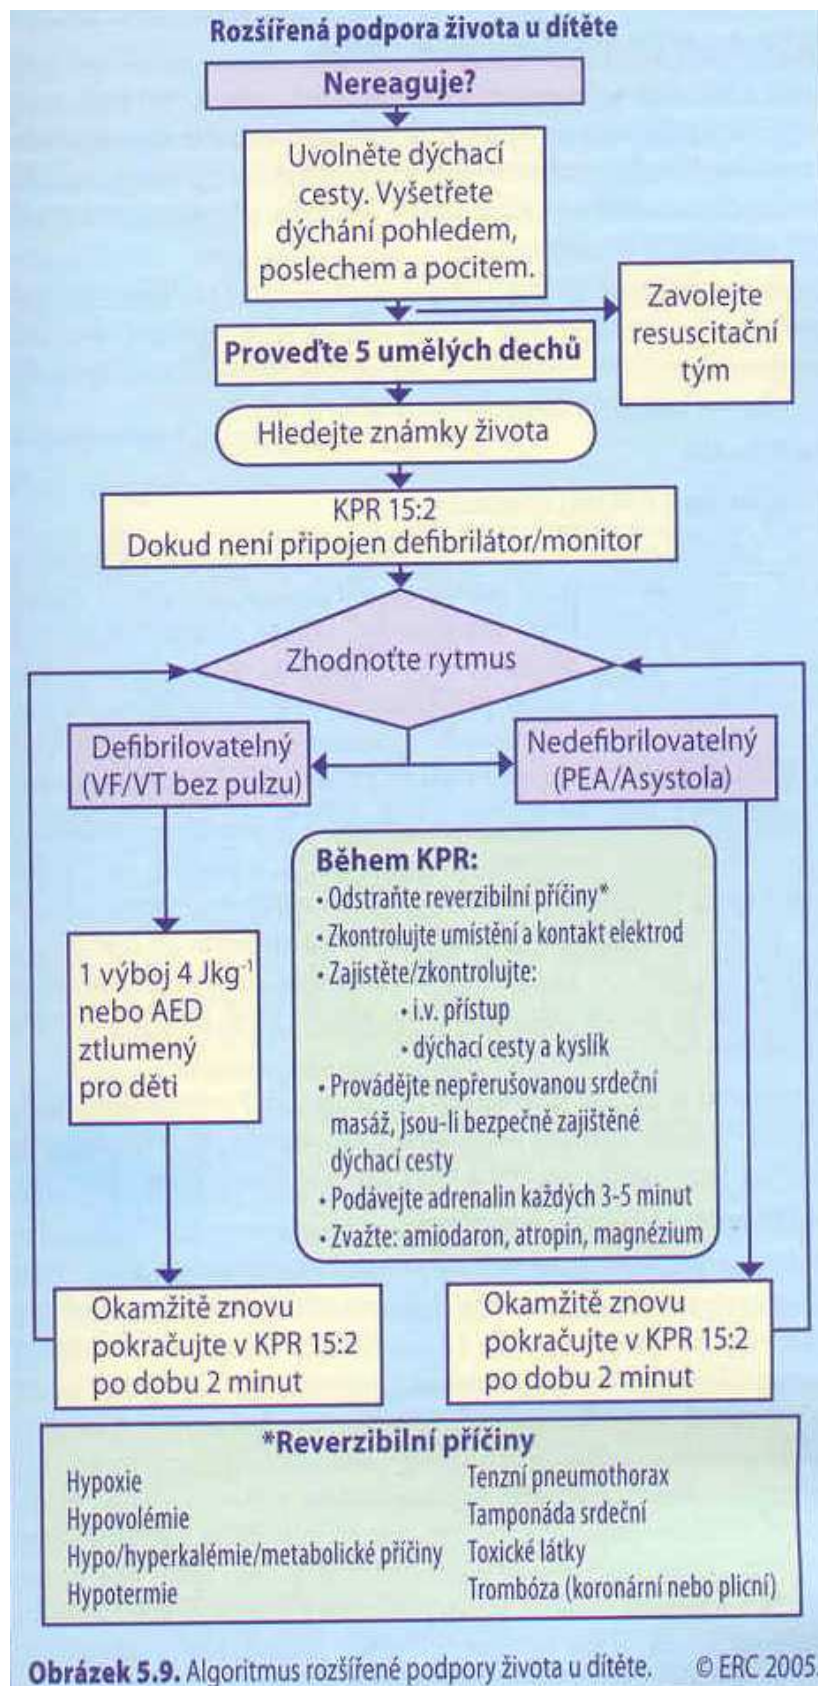 Rozšířená podpora života u dítěte
Nereaguje?
Uvolněte dýchací
cesty. Vyšetřete
dýchání pohledem,
poslechem a pocitem.
Zavolejte
resuscitační
tým
Proveďte 5 umělých dechů
Hledejte známky života
KPR 15:2
Dokud není připojen defibrilátor/monitor
Zhodnoťte rytmus
Defibrilovatelný
(VF/VT bez pulzu)
Nedefibrilovatelný
(PEA/Asystola)
Během KPR:
• Odstraňte reverzibilní příčiny*
• Zkontrolujte umístění a kontakt elektrod
• Zajistěte/zkontrolujte:
• i.v. přístup
• dýchací cesty a kyslík
• Provádějte nepřerušovanou srdeční
masáž, jsou-li bezpečně zajištěné
dýchací cesty
• Podávejte adrenalin každých 3-5 minut
• Zvažte: amiodaron, atropin, magnézium
1 výboj 4 Jkg⁻¹
nebo AED
ztlumený
pro děti
Okamžitě znovu
pokračujte v KPR 15:2
po dobu 2 minut
Okamžitě znovu
pokračujte v KPR 15:2
po dobu 2 minut
*Reverzibilní příčiny
Hypoxie
Hypovolémie
Hypo/hyperkalémie/metabolické příčiny
Hypotermie
Tenzní pneumothorax
Tamponáda srdeční
Toxické látky
Trombóza (koronární nebo plicní)
Obrázek 5.9. Algoritmus rozšířené podpory života u dítěte. © ERC 2005.